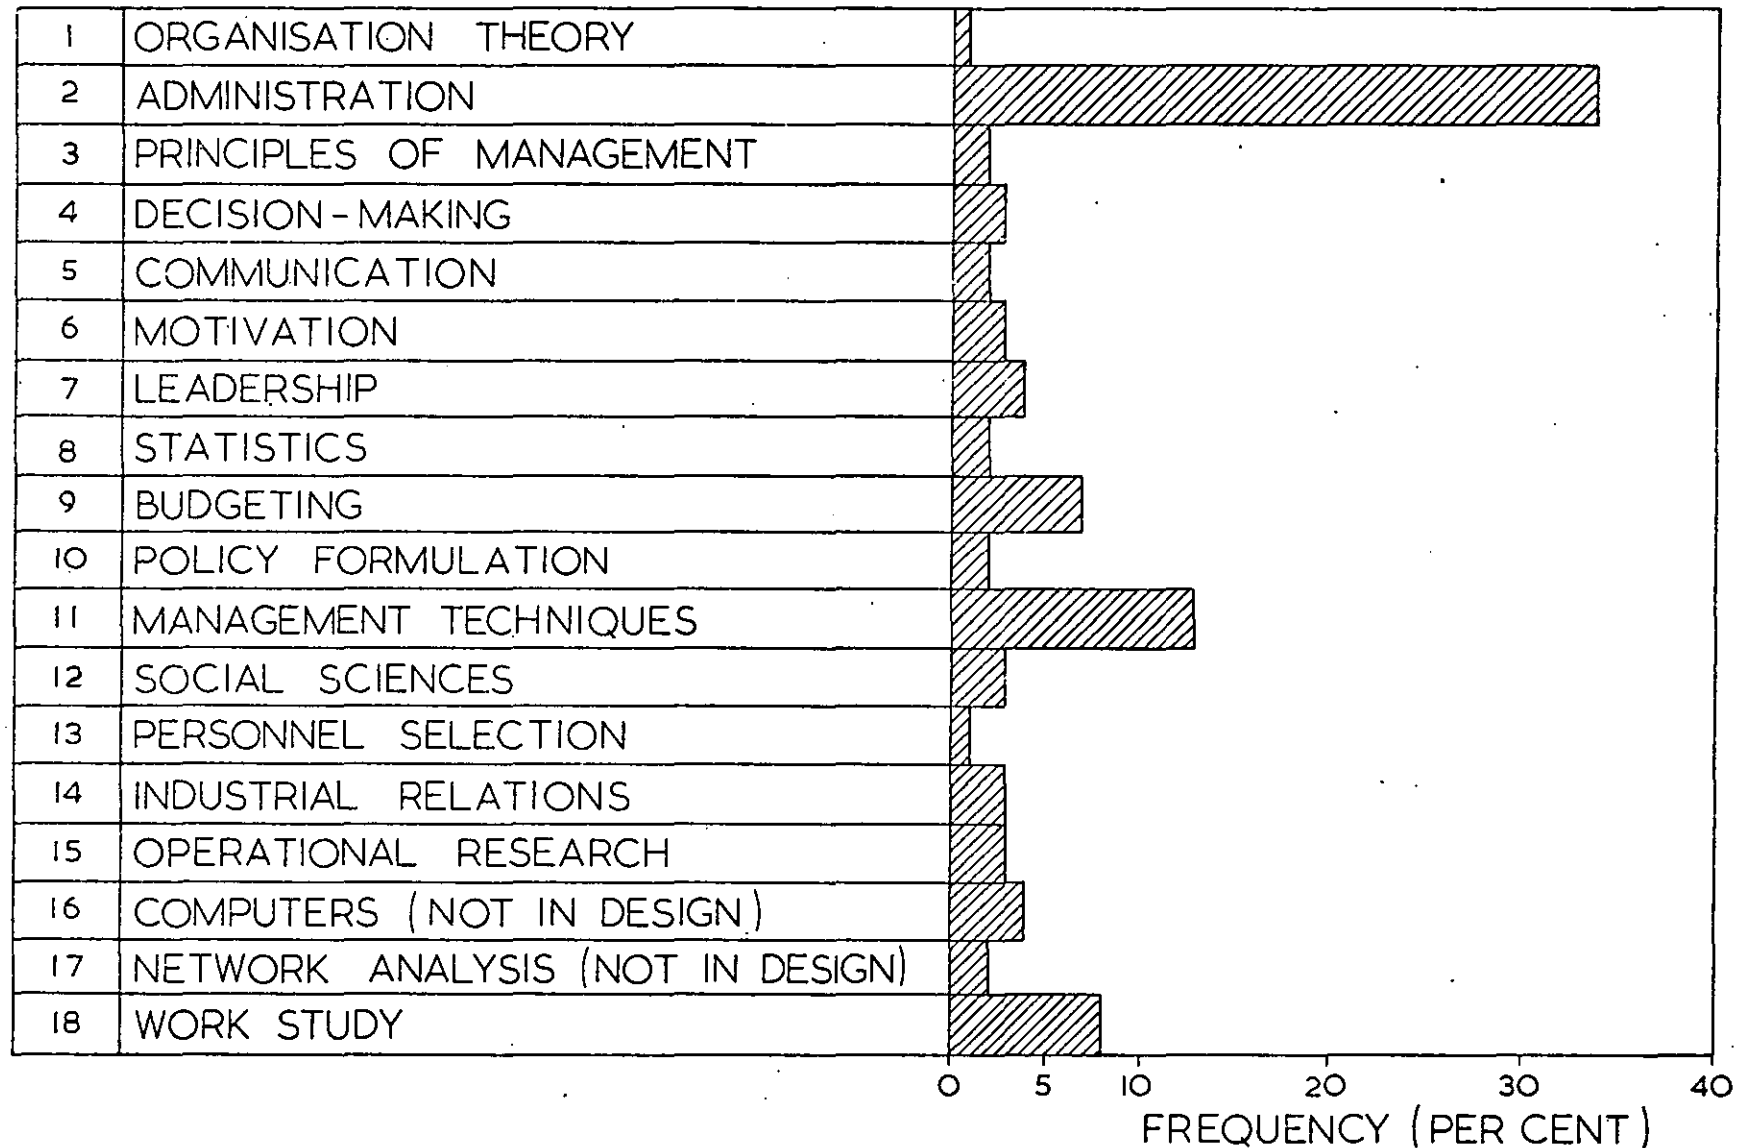 1 ORGANISATION THEORY
2 ADMINISTRATION
3 PRINCIPLES OF MANAGEMENT
4 DECISION-MAKING
5 COMMUNICATION
6 MOTIVATION
7 LEADERSHIP
8 STATISTICS
9 BUDGETING
10 POLICY FORMULATION
11 MANAGEMENT TECHNIQUES
12 SOCIAL SCIENCES
13 PERSONNEL SELECTION
14 INDUSTRIAL RELATIONS
15 OPERATIONAL RESEARCH
16 COMPUTERS (NOT IN DESIGN)
17 NETWORK ANALYSIS (NOT IN DESIGN)
18 WORK STUDY
0 5 10 20 30 40
FREQUENCY (PER CENT)